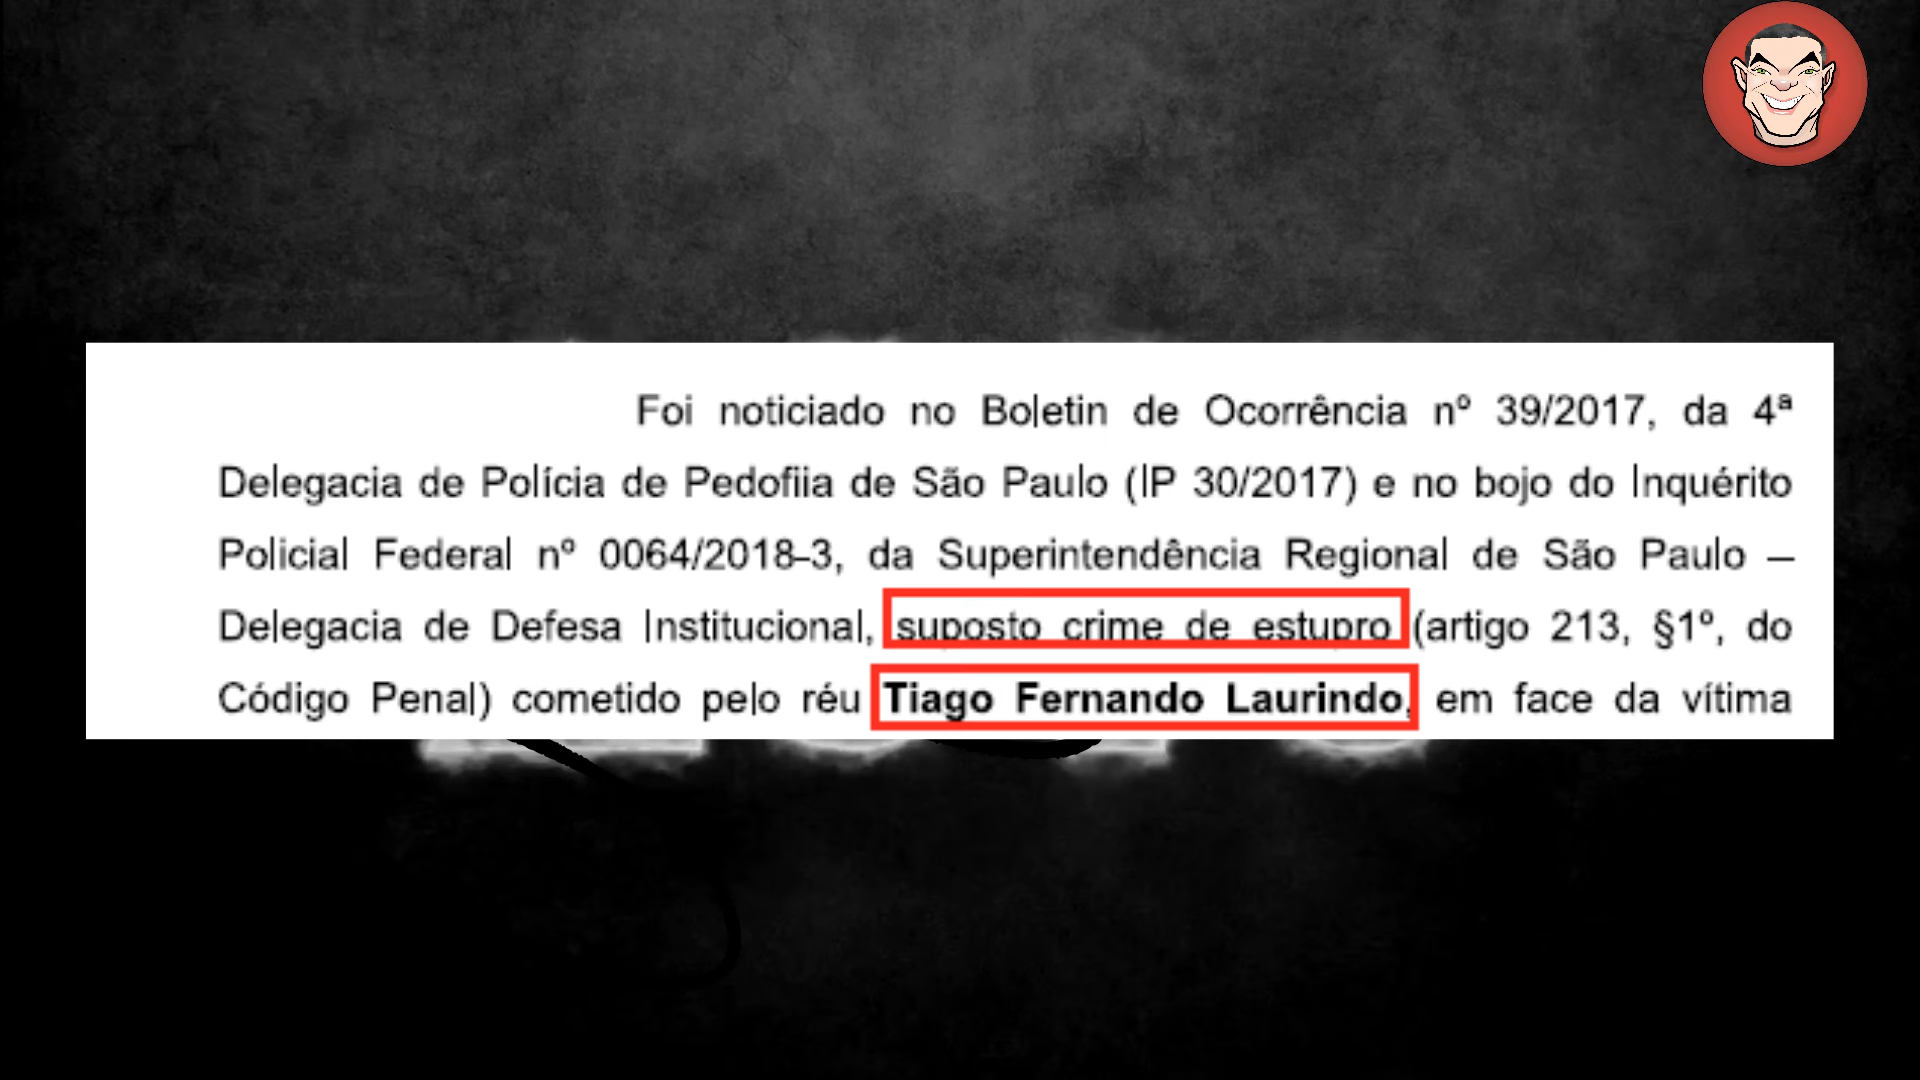 Foi noticiado no Boletin de Ocorrência nº 39/2017, da 4ª
Delegacia de Polícia de Pedofiia de São Paulo (IP 30/2017) e no bojo do Inquérito
Policial Federal nº 0064/2018-3, da Superintendência Regional de São Paulo –
Delegacia de Defesa Institucional, suposto crime de estupro (artigo 213, §1º, do
Código Penal) cometido pelo réu Tiago Fernando Laurindo, em face da vítima